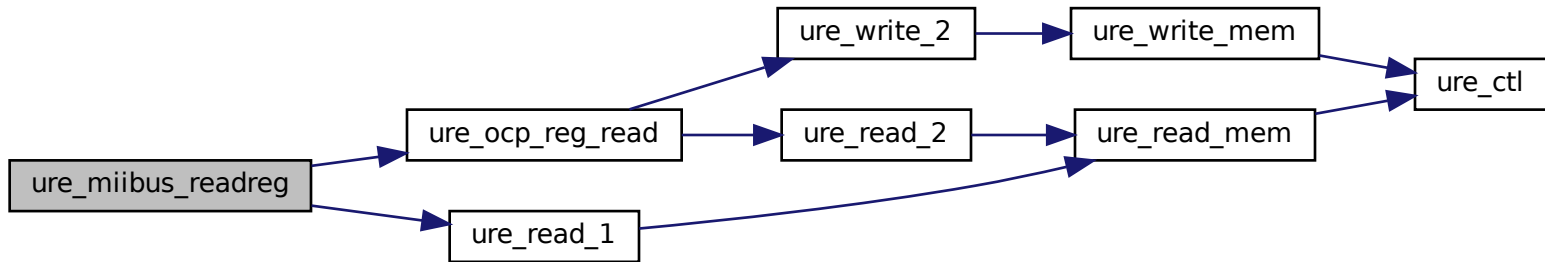 ure_miibus_readreg
ure_ocp_reg_read
ure_write_2
ure_write_mem
ure_ctl
ure_read_2
ure_read_mem
ure_read_1